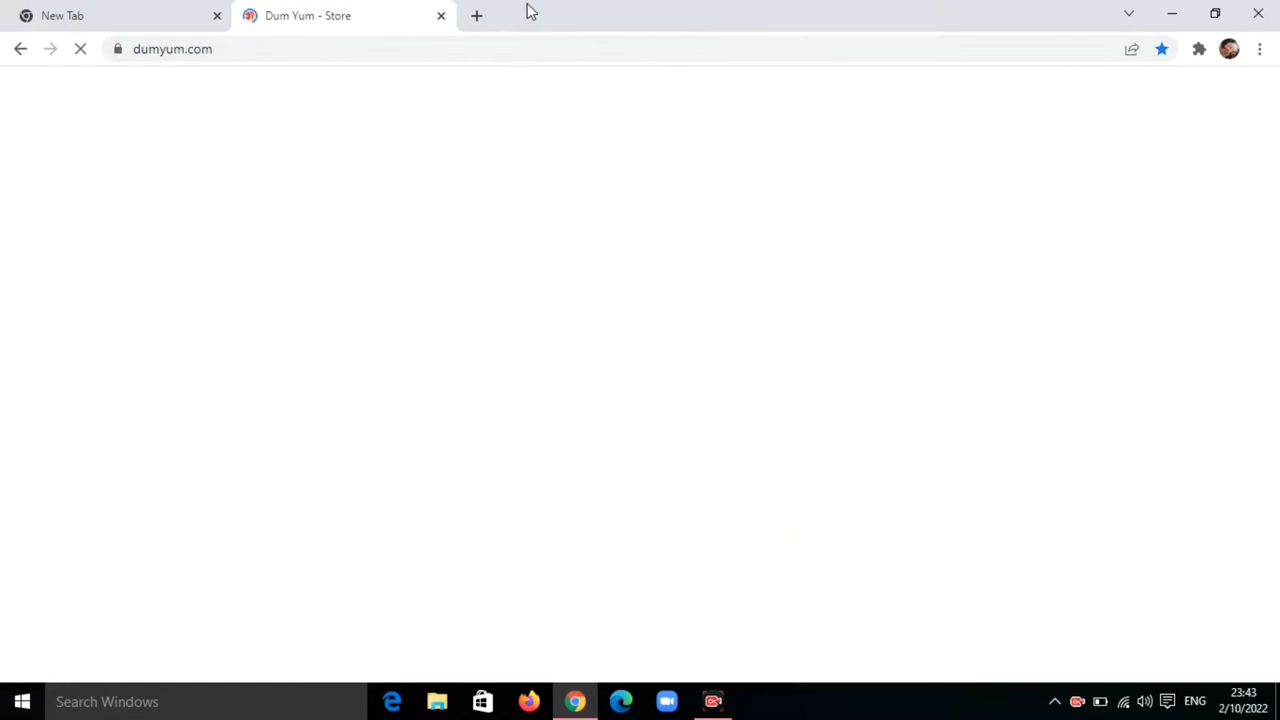 New Tab
Dum Yum - Store
dumyum.com
Search Windows
ENG
23:43
2/10/2022